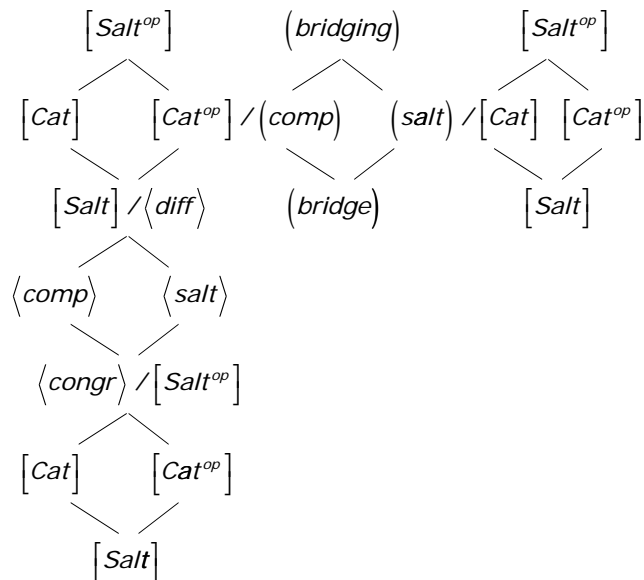 [Salt^op] (bridging) [Salt^op]
[Cat] [Cat^op] / (comp) (salt) / [Cat] [Cat^op]
[Salt] / ⟨diff⟩ (bridge) [Salt]
⟨comp⟩ ⟨salt⟩
⟨congr⟩ / [Salt^op]
[Cat] [Cat^op]
[Salt]